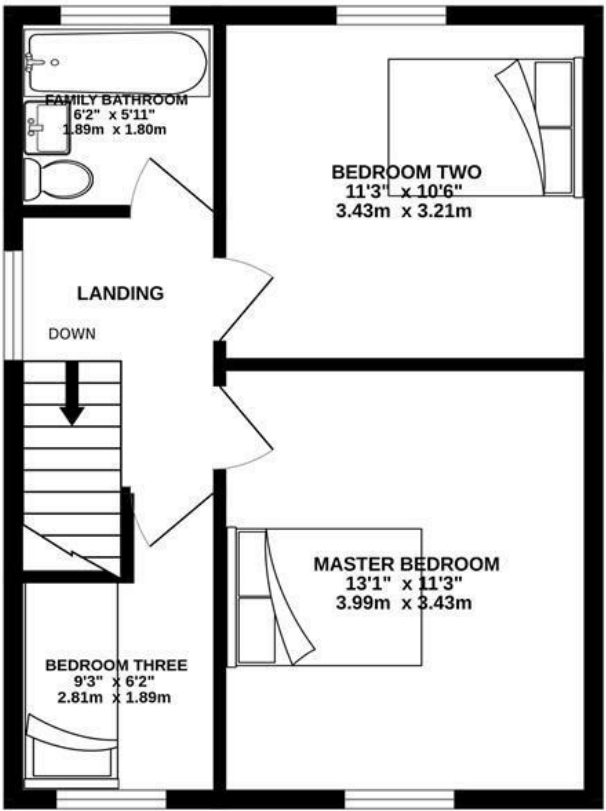 FAMILY BATHROOM
6'2" x 5'11"
1.89m x 1.80m
BEDROOM TWO
11'3" x 10'6"
3.43m x 3.21m
LANDING
DOWN
MASTER BEDROOM
13'1" x 11'3"
3.99m x 3.43m
BEDROOM THREE
9'3" x 6'2"
2.81m x 1.89m